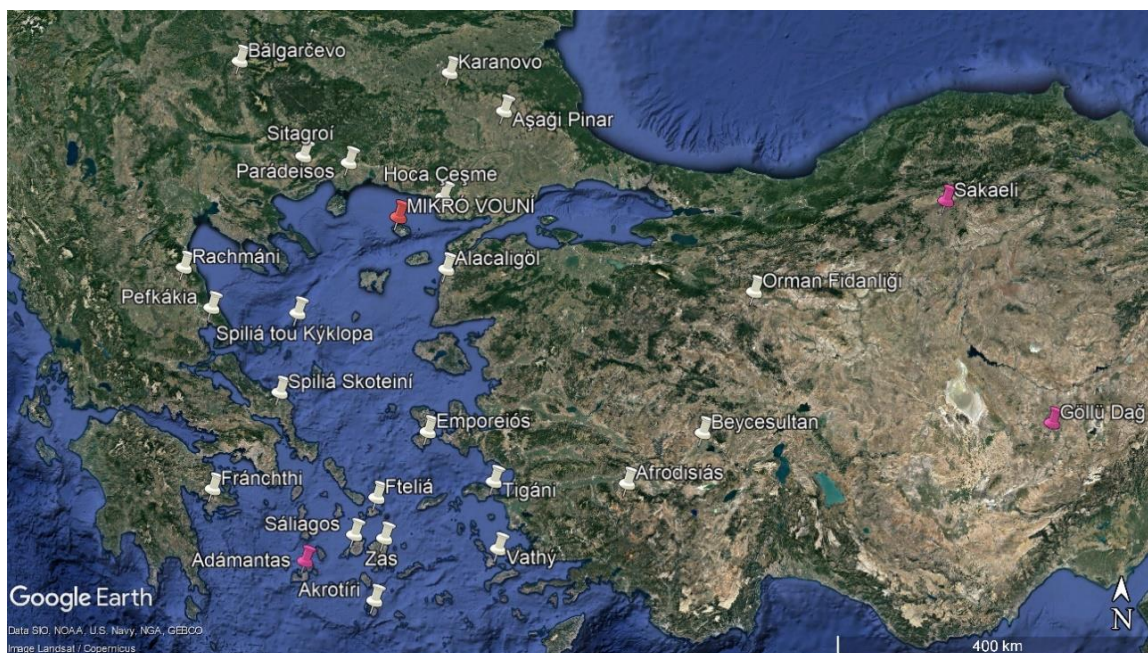 Bălgarčevo
Karanovo
Aşaği Pinar
Sitagroí
Parádeisos
Hoca Çeşme
MIKRÓ VOUNÍ
Sakaeli
Rachmáni
Alacaligöl
Orman Fidanliği
Pefkákia
Spiliá tou Kýklopa
Spiliá Skoteiní
Emporeiós
Beycesultan
Göllü Dağ
Fránchthi
Fteliá
Tigáni
Afrodisiás
Sáliagos
Adámantas
Zas
Vathý
Akrotíri
Google Earth
N
Data SIO, NOAA, U.S. Navy, NGA, GEBCO
Image Landsat / Copernicus
400 km